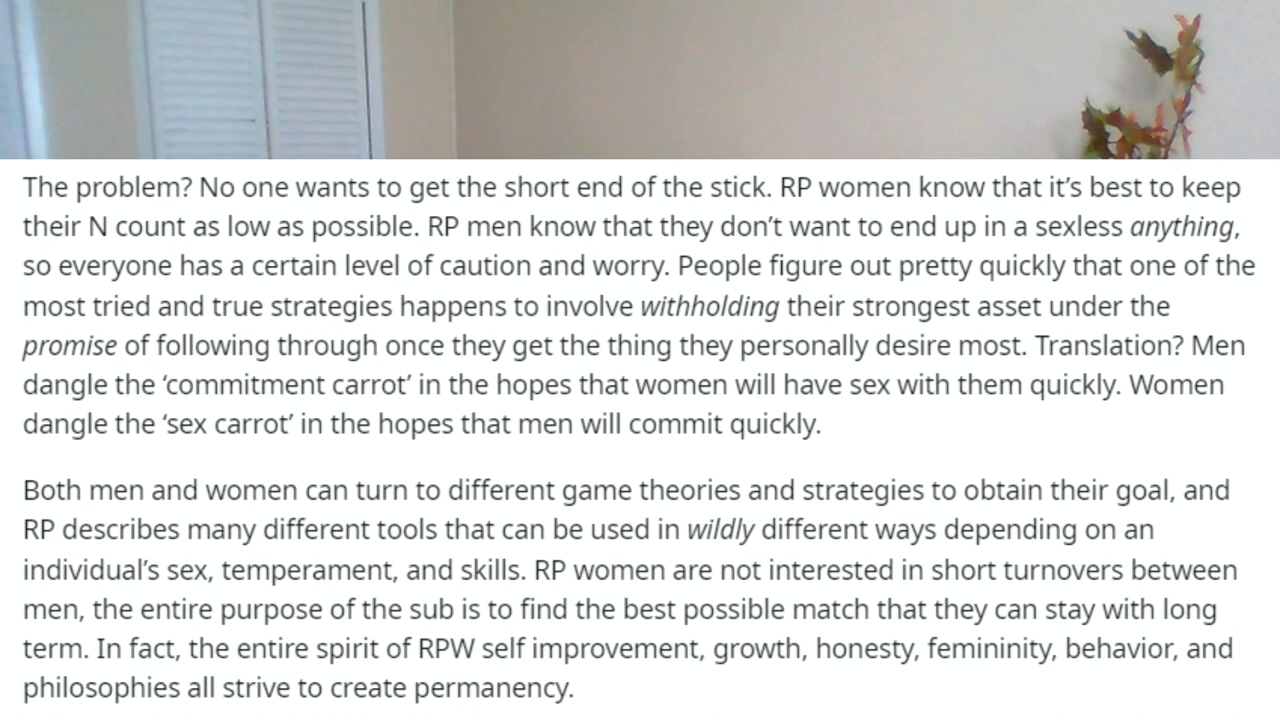 The problem? No one wants to get the short end of the stick. RP women know that it’s best to keep
their N count as low as possible. RP men know that they don’t want to end up in a sexless anything,
so everyone has a certain level of caution and worry. People figure out pretty quickly that one of the
most tried and true strategies happens to involve withholding their strongest asset under the
promise of following through once they get the thing they personally desire most. Translation? Men
dangle the ‘commitment carrot’ in the hopes that women will have sex with them quickly. Women
dangle the ‘sex carrot’ in the hopes that men will commit quickly.
Both men and women can turn to different game theories and strategies to obtain their goal, and
RP describes many different tools that can be used in wildly different ways depending on an
individual’s sex, temperament, and skills. RP women are not interested in short turnovers between
men, the entire purpose of the sub is to find the best possible match that they can stay with long
term. In fact, the entire spirit of RPW self improvement, growth, honesty, femininity, behavior, and
philosophies all strive to create permanency.